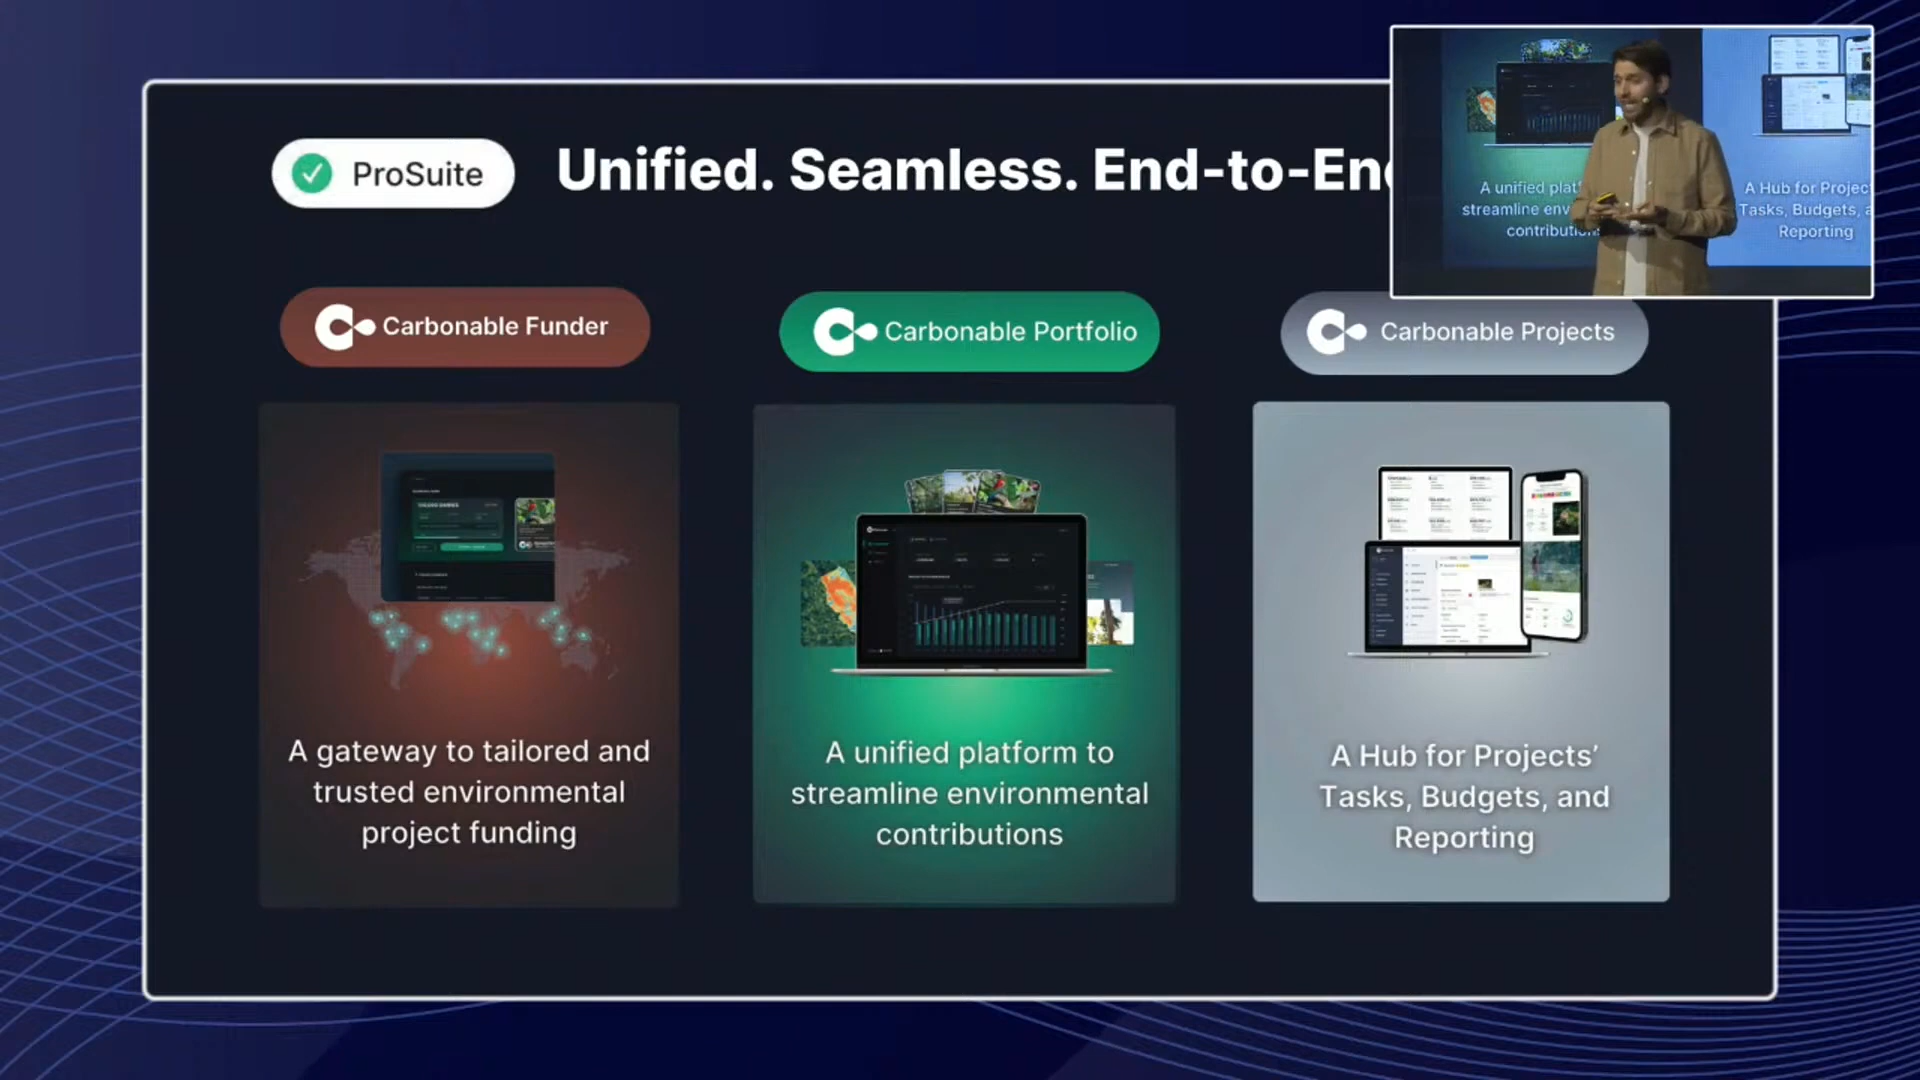 ProSuite
Unified. Seamless. End-to-End
Carbonable Funder
A gateway to tailored and
trusted environmental
project funding
Carbonable Portfolio
A unified platform to
streamline environmental
contributions
Carbonable Projects
A Hub for Projects’
Tasks, Budgets, and
Reporting
A unified plat
streamline env
contributions
A Hub for Projec
Tasks, Budgets, a
Reporting